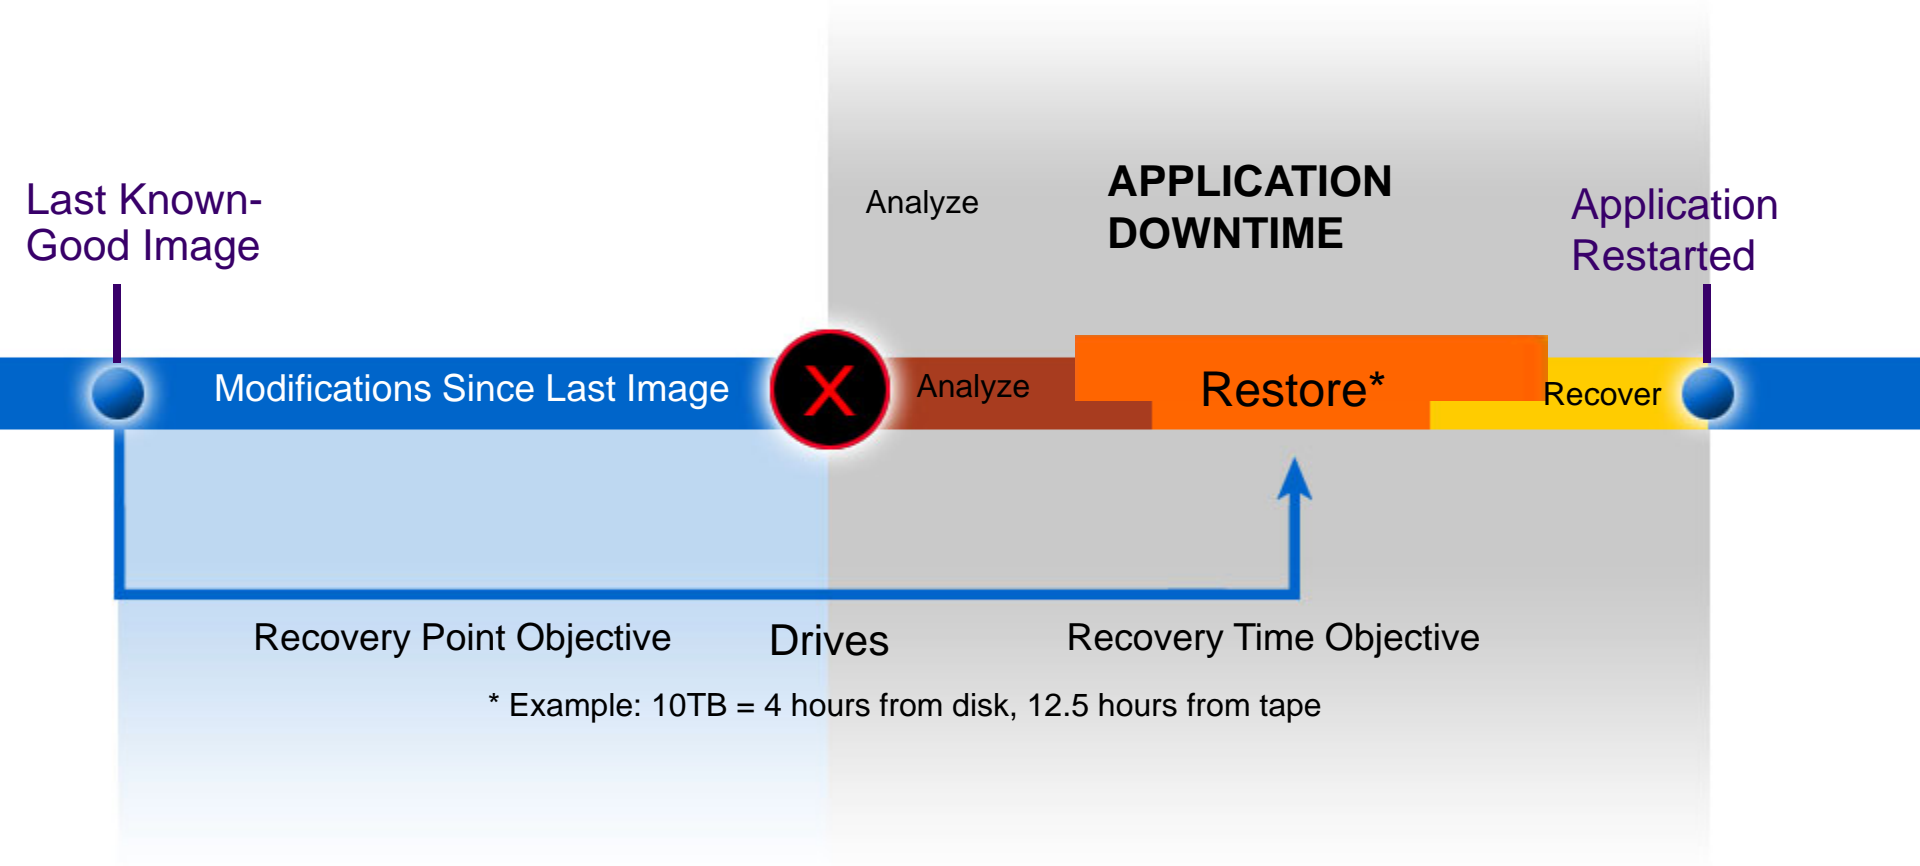 Last Known-
Good Image
Analyze
APPLICATION
DOWNTIME
Application
Restarted
Modifications Since Last Image
X
Analyze
Restore*
Recover
Recovery Point Objective
Drives
Recovery Time Objective
* Example: 10TB = 4 hours from disk, 12.5 hours from tape